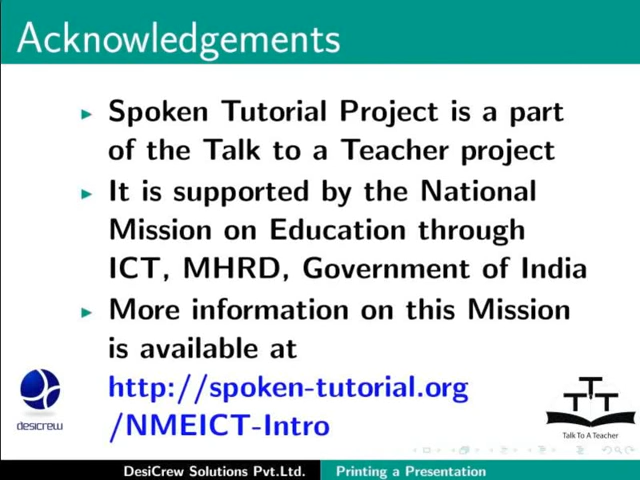 Acknowledgements
Spoken Tutorial Project is a part
of the Talk to a Teacher project
It is supported by the National
Mission on Education through
ICT, MHRD, Government of India
More information on this Mission
is available at
http://spoken-tutorial.org
/NMEICT-Intro
desicrew
T T T
Talk To A Teacher
DesiCrew Solutions Pvt.Ltd. Printing a Presentation